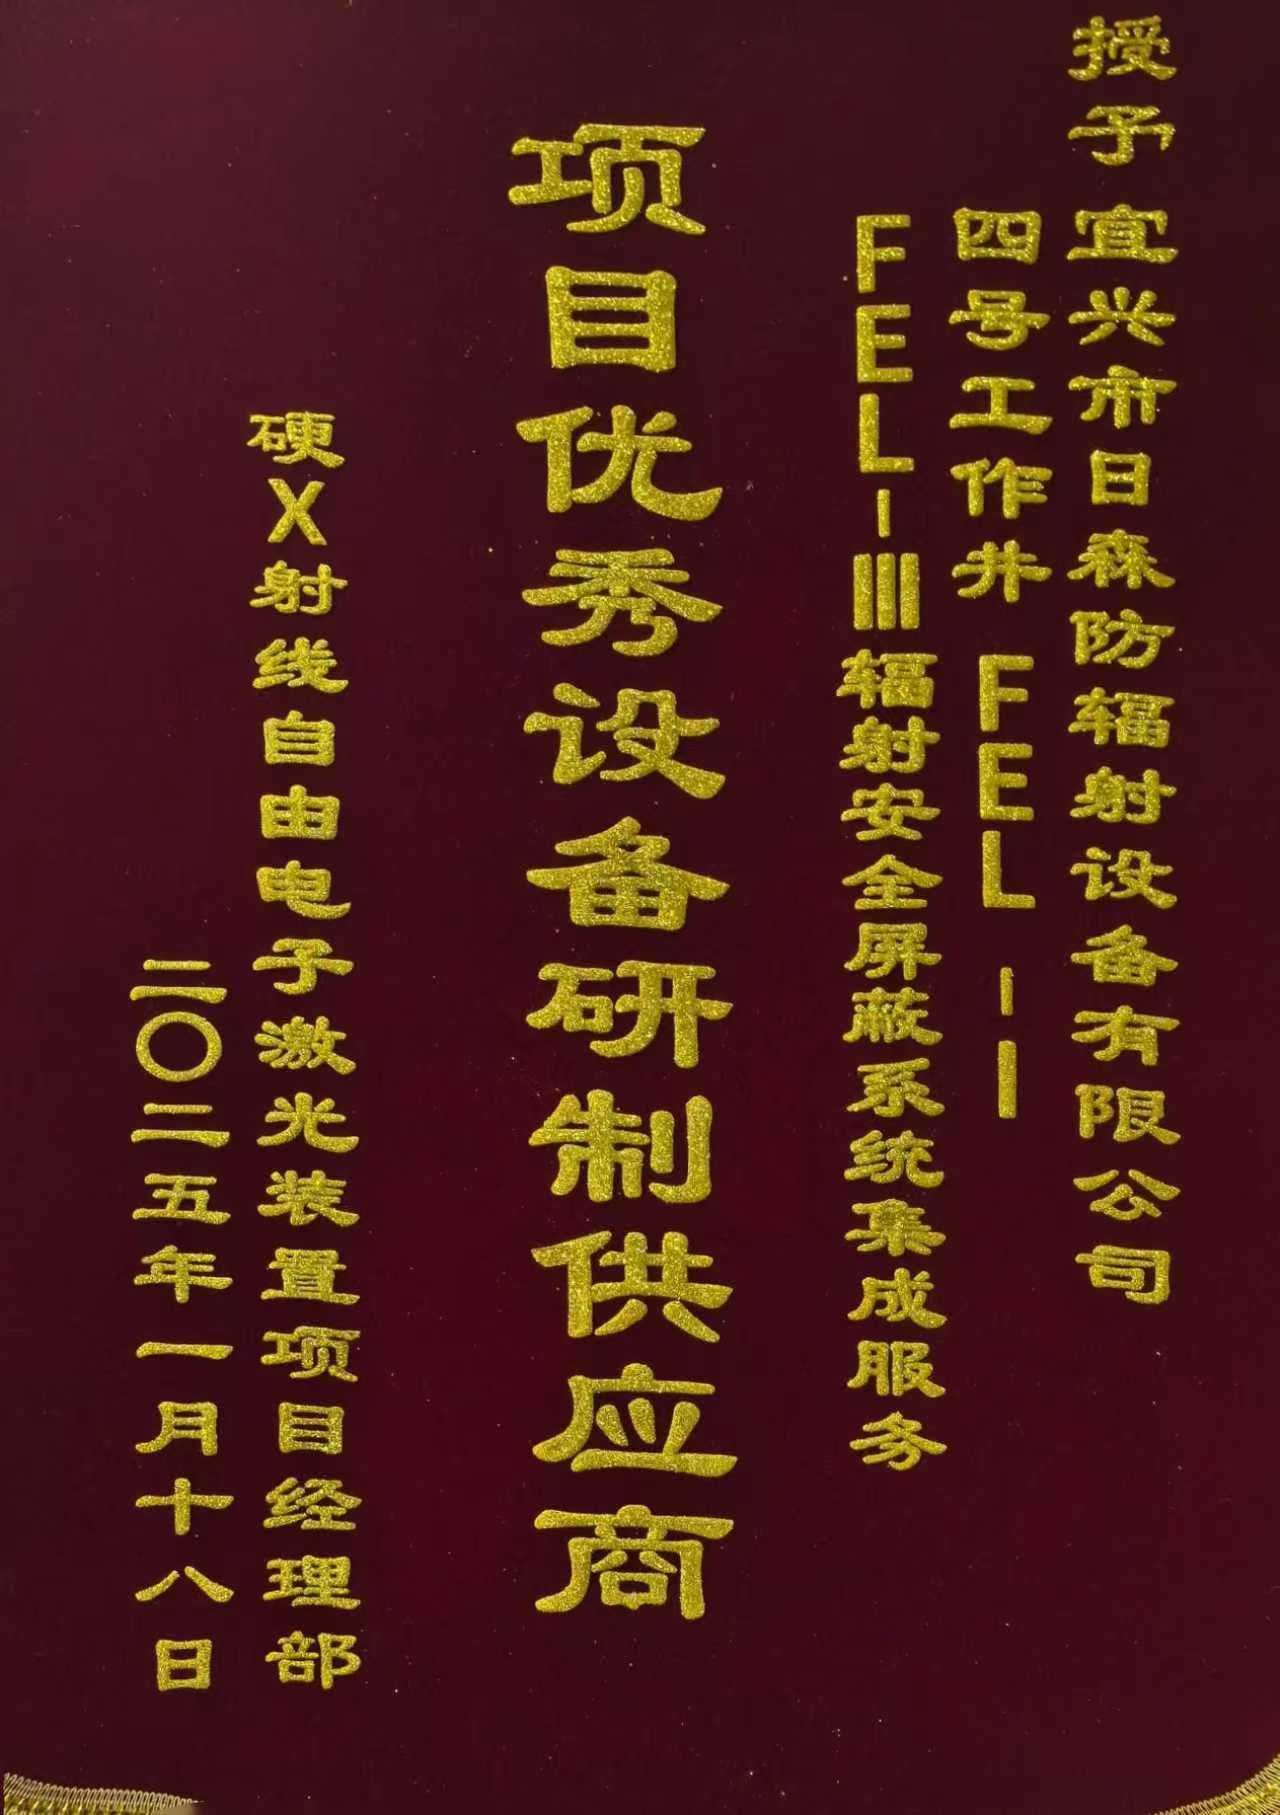 授予宜兴市日森防辐射设备有限公司
四号工作井 FEL-I
FEL-III辐射安全屏蔽系统集成服务
项目优秀设备研制供应商
硬X射线自由电子激光装置项目经理部
二〇二五年一月十八日